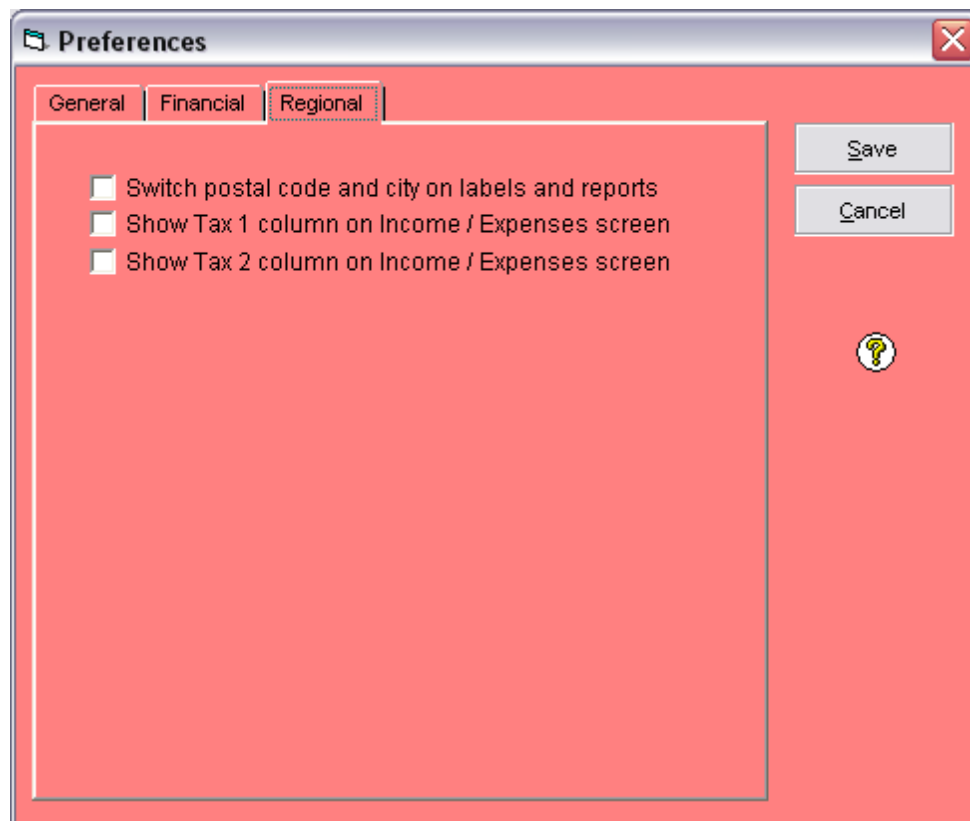 Preferences
General Financial Regional
Save
Cancel
Switch postal code and city on labels and reports
Show Tax 1 column on Income / Expenses screen
Show Tax 2 column on Income / Expenses screen
?